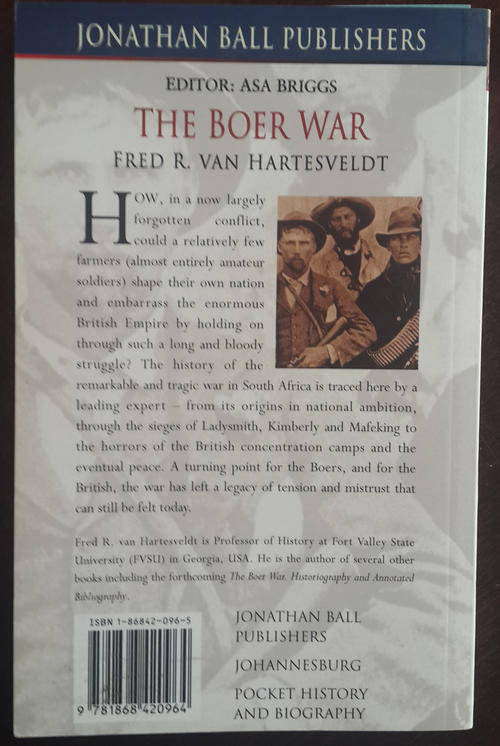 JONATHAN BALL PUBLISHERS
EDITOR: ASA BRIGGS
THE BOER WAR
FRED R. VAN HARTESVELDT
HOW, in a now largely
forgotten conflict,
could a relatively few
farmers (almost entirely amateur
soldiers) shape their own nation
and embarrass the enormous
British Empire by holding on
through such a long and bloody
struggle? The history of the
remarkable and tragic war in South Africa is traced here by a
leading expert – from its origins in national ambition,
through the sieges of Ladysmith, Kimberly and Mafeking to
the horrors of the British concentration camps and the
eventual peace. A turning point for the Boers, and for the
British, the war has left a legacy of tension and mistrust that
can still be felt today.
Fred R. van Hartesveldt is Professor of History at Fort Valley State
University (FVSU) in Georgia, USA. He is the author of several other
books including the forthcoming The Boer War. Historiography and Annotated
Bibliography.
ISBN 1-86842-096-5
9 781868 420964
JONATHAN BALL
PUBLISHERS
JOHANNESBURG
POCKET HISTORY
AND BIOGRAPHY